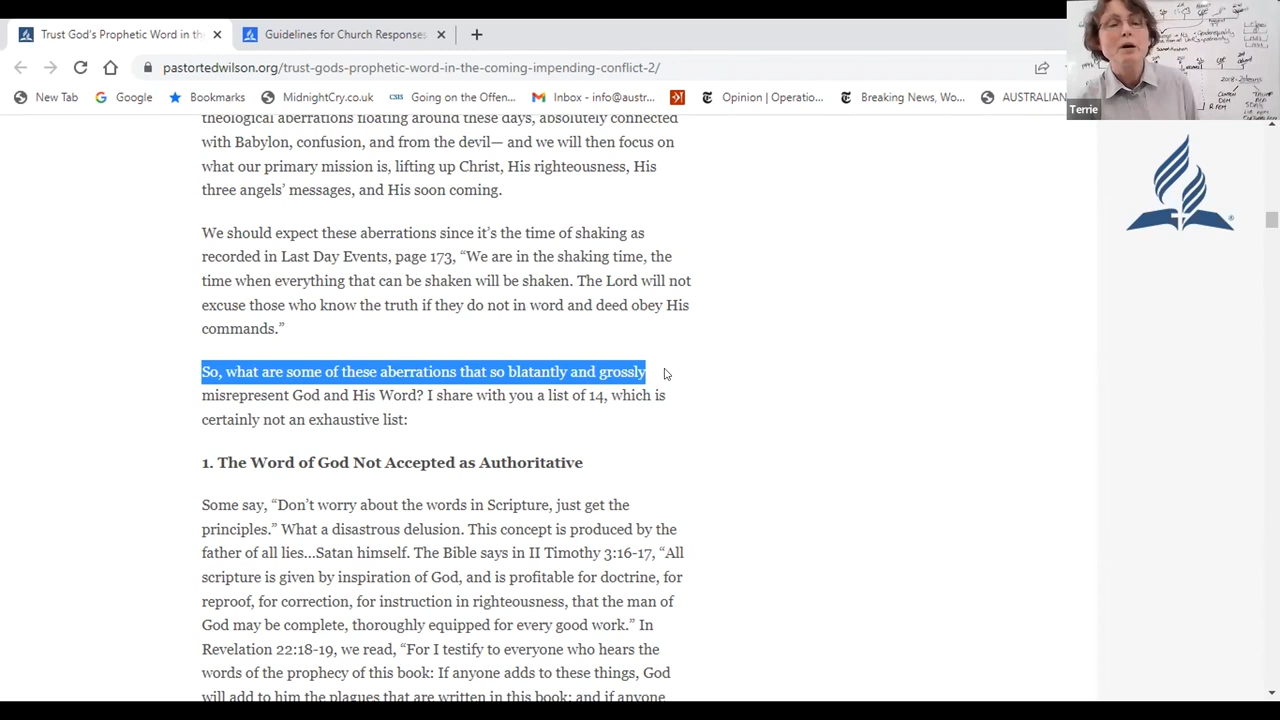 Trust God's Prophetic Word in the
Guidelines for Church Responses
pastortedwilson.org/trust-gods-prophetic-word-in-the-coming-impending-conflict-2/
New Tab
Google
Bookmarks
MidnightCry.co.uk
CSIS
Going on the Offen...
Inbox - info@austr...
Opinion | Operatio...
Breaking News, Wo...
AUSTRALIAN
Terrie
theological aberrations floating around these days, absolutely connected
with Babylon, confusion, and from the devil— and we will then focus on
what our primary mission is, lifting up Christ, His righteousness, His
three angels' messages, and His soon coming.
We should expect these aberrations since it's the time of shaking as
recorded in Last Day Events, page 173, “We are in the shaking time, the
time when everything that can be shaken will be shaken. The Lord will not
excuse those who know the truth if they do not in word and deed obey His
commands.”
So, what are some of these aberrations that so blatantly and grossly
misrepresent God and His Word? I share with you a list of 14, which is
certainly not an exhaustive list:
1. The Word of God Not Accepted as Authoritative
Some say, “Don't worry about the words in Scripture, just get the
principles.” What a disastrous delusion. This concept is produced by the
father of all lies...Satan himself. The Bible says in II Timothy 3:16-17, “All
scripture is given by inspiration of God, and is profitable for doctrine, for
reproof, for correction, for instruction in righteousness, that the man of
God may be complete, thoroughly equipped for every good work.” In
Revelation 22:18-19, we read, “For I testify to everyone who hears the
words of the prophecy of this book: If anyone adds to these things, God
will add to him the plagues that are written in this book; and if anyone